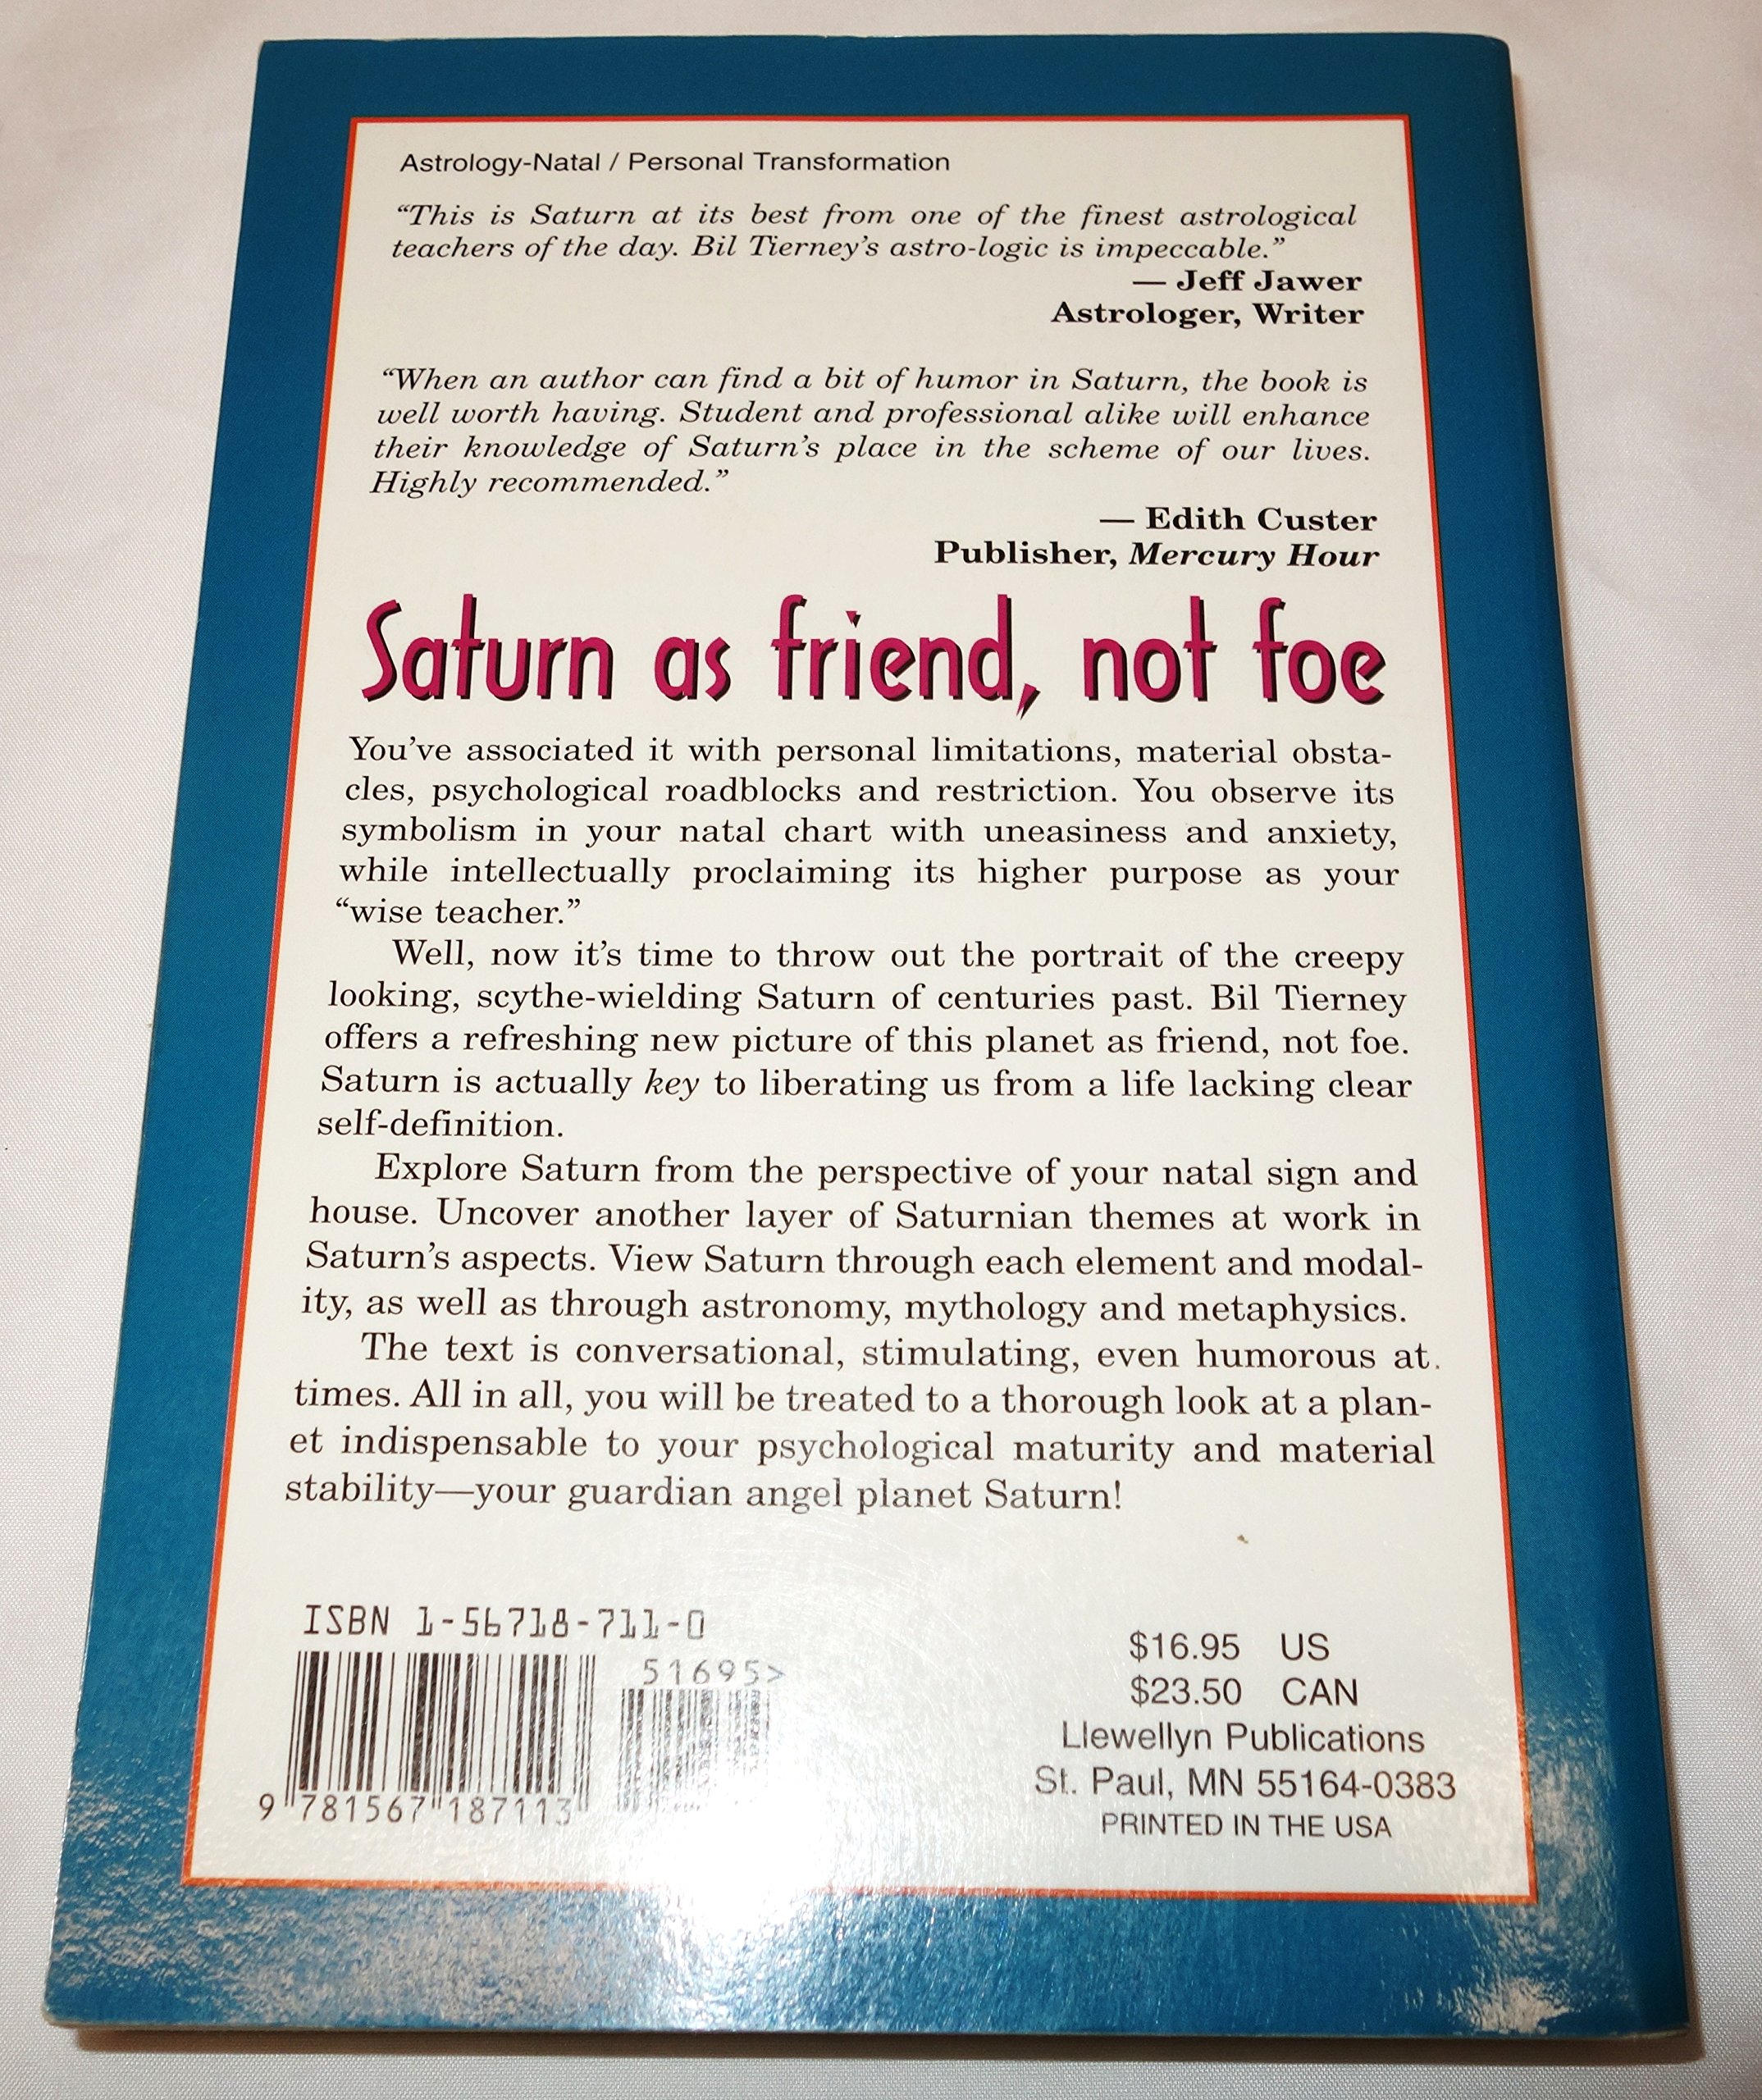 Astrology-Natal / Personal Transformation
“This is Saturn at its best from one of the finest astrological
teachers of the day. Bil Tierney’s astro-logic is impeccable.”
— Jeff Jawer
Astrologer, Writer
“When an author can find a bit of humor in Saturn, the book is
well worth having. Student and professional alike will enhance
their knowledge of Saturn’s place in the scheme of our lives.
Highly recommended.”
— Edith Custer
Publisher, Mercury Hour
Saturn as friend, not foe
You’ve associated it with personal limitations, material obsta-
cles, psychological roadblocks and restriction. You observe its
symbolism in your natal chart with uneasiness and anxiety,
while intellectually proclaiming its higher purpose as your
“wise teacher.”
Well, now it’s time to throw out the portrait of the creepy
looking, scythe-wielding Saturn of centuries past. Bil Tierney
offers a refreshing new picture of this planet as friend, not foe.
Saturn is actually key to liberating us from a life lacking clear
self-definition.
Explore Saturn from the perspective of your natal sign and
house. Uncover another layer of Saturnian themes at work in
Saturn’s aspects. View Saturn through each element and modal-
ity, as well as through astronomy, mythology and metaphysics.
The text is conversational, stimulating, even humorous at
times. All in all, you will be treated to a thorough look at a plan-
et indispensable to your psychological maturity and material
stability—your guardian angel planet Saturn!
ISBN 1-56718-711-0
51695>
9 781567 187113
$16.95 US
$23.50 CAN
Llewellyn Publications
St. Paul, MN 55164-0383
PRINTED IN THE USA